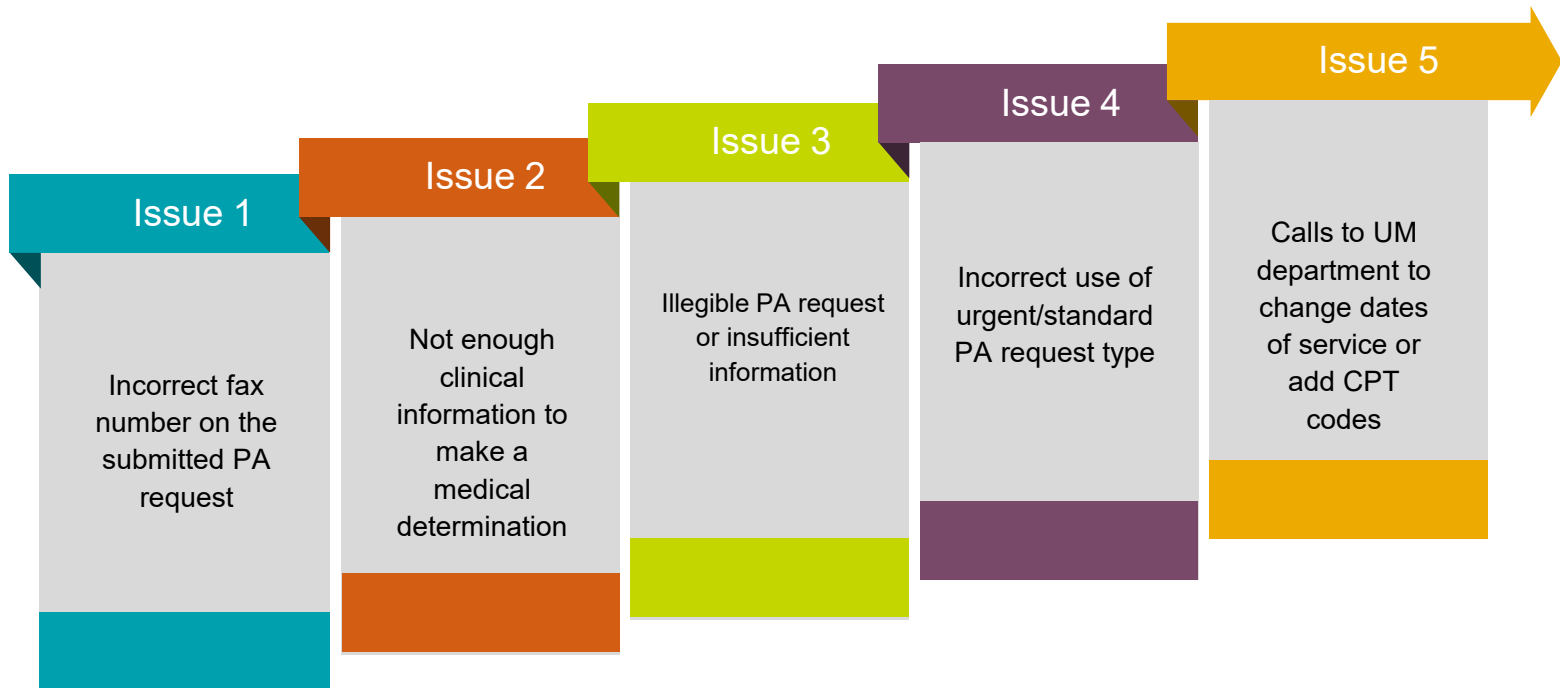 Issue 1
Incorrect fax
number on the
submitted PA
request
Issue 2
Not enough
clinical
information to
make a
medical
determination
Issue 3
Illegible PA request
or insufficient
information
Issue 4
Incorrect use of
urgent/standard
PA request type
Issue 5
Calls to UM
department to
change dates
of service or
add CPT
codes